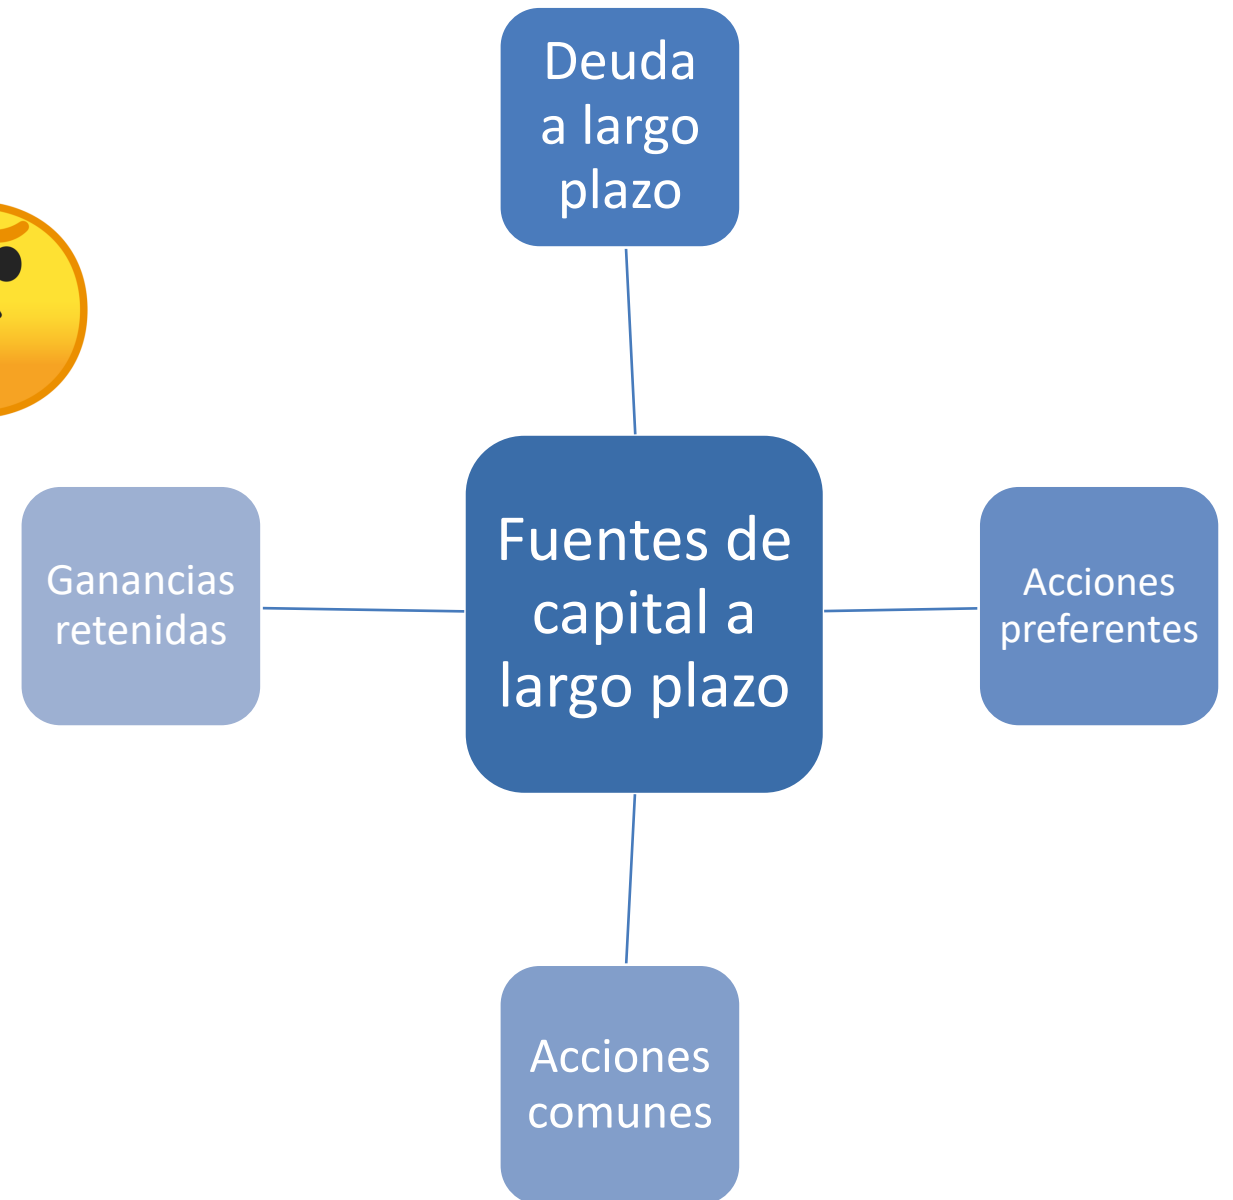 Deuda
a largo
plazo
Fuentes de
capital a
largo plazo
Ganancias
retenidas
Acciones
preferentes
Acciones
comunes